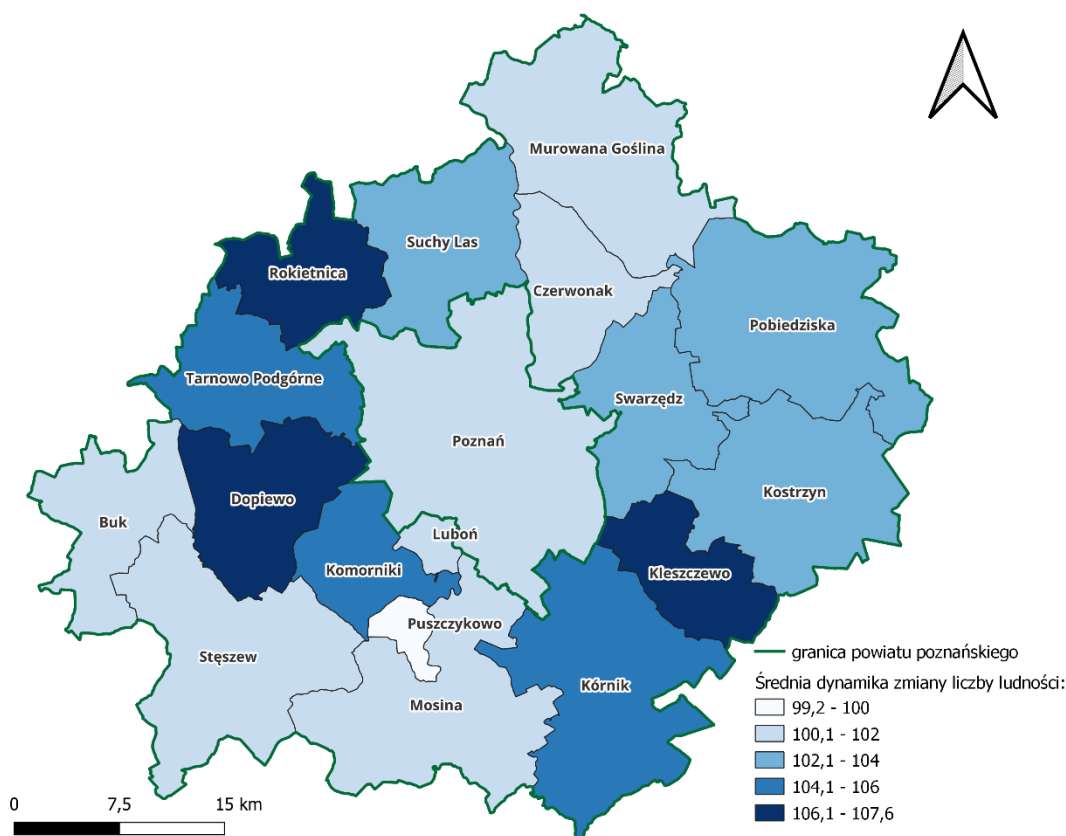 Murowana Goślina
Suchy Las
Rokietnica
Czerwonak
Pobiedziska
Tarnowo Podgórne
Swarzędz
Poznań
Kostrzyn
Dopiewo
Buk
Luboń
Komorniki
Kleszczewo
Puszczykowo
Stęszew
Kórnik
Mosina
granica powiatu poznańskiego
Średnia dynamika zmiany liczby ludności:
99,2 - 100
100,1 - 102
102,1 - 104
104,1 - 106
106,1 - 107,6
0 7,5 15 km